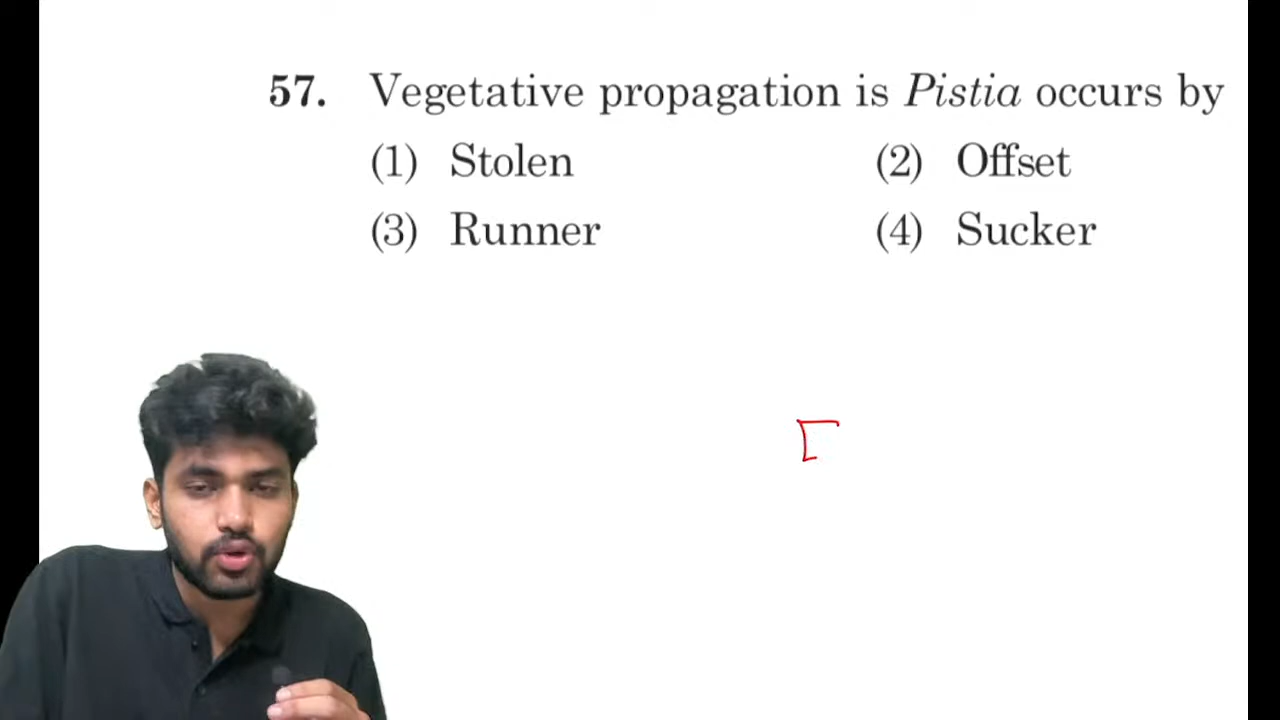 57. Vegetative propagation is Pistia occurs by
(1) Stolen (2) Offset
(3) Runner (4) Sucker